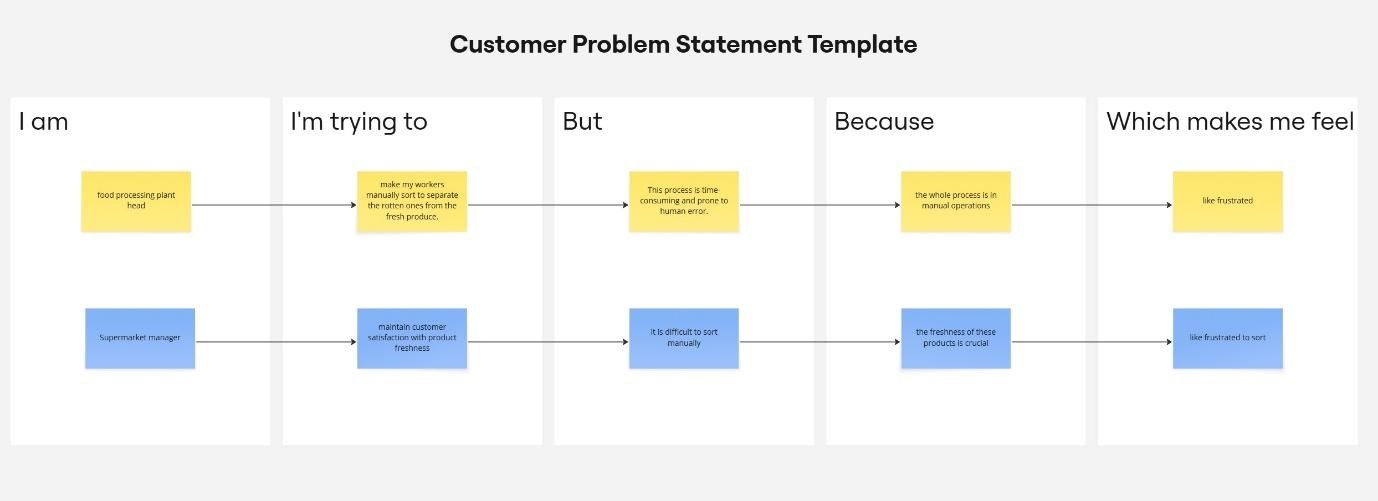 Customer Problem Statement Template
I am
I'm trying to
But
Because
Which makes me feel
food processing plant
head
make my workers
manually sort to separate
the rotten ones from the
fresh produce.
This process is time-
consuming and prone to
human error.
the whole process is in
manual operations
like frustrated
Supermarket manager
maintain customer
satisfaction with product
freshness
it is difficult to sort
manually
the freshness of these
products is crucial
like frustrated to sort